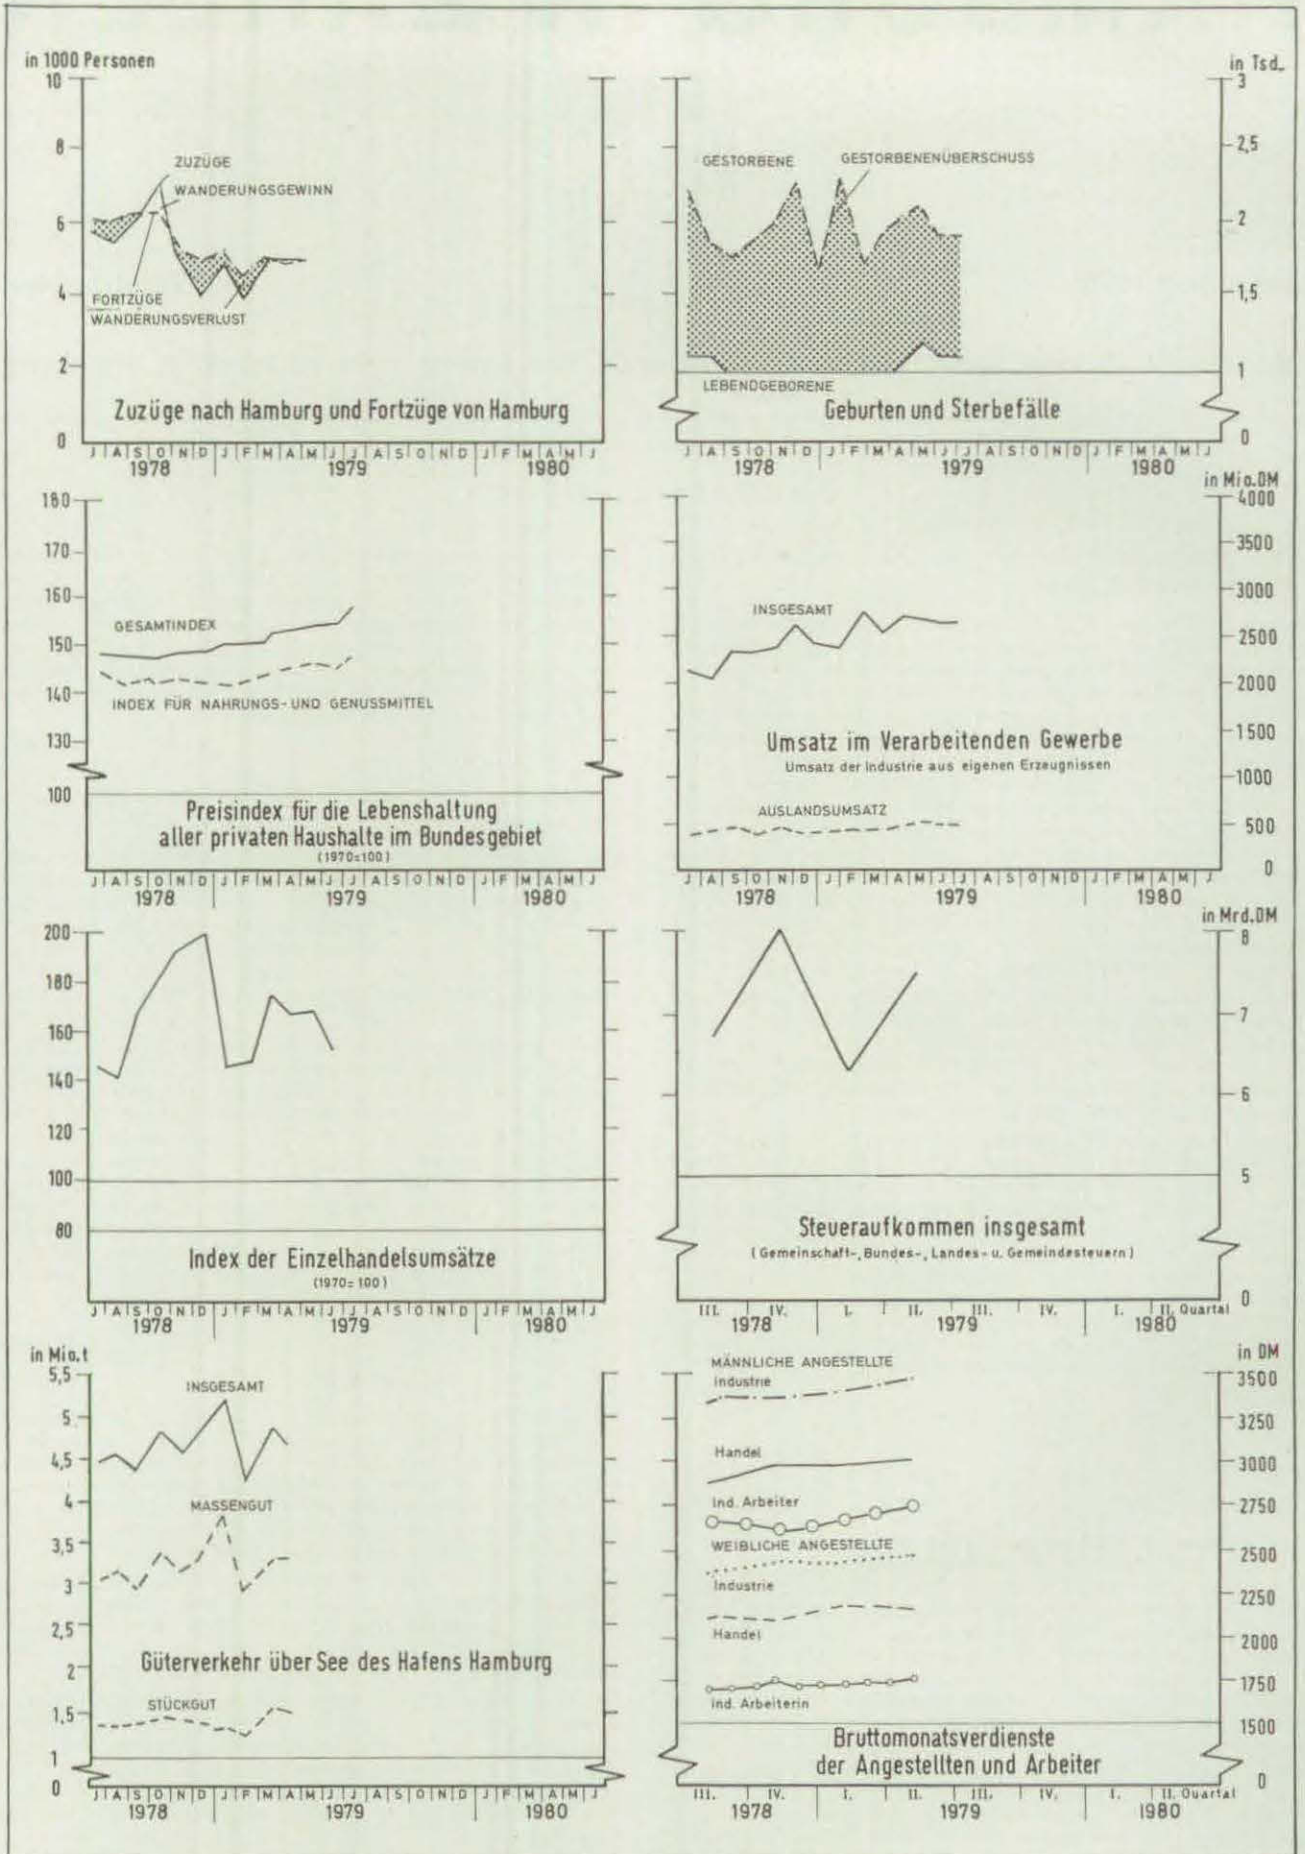 in 1000 Personen
10
8
6
4
2
0
ZUZÜGE
WANDERUNGSGEWINN
FORTZÜGE
WANDERUNGSVERLUST
Zuzüge nach Hamburg und Fortzüge von Hamburg
J A S O N D J F M A M J J A S O N D J F M A M J
1978 1979 1980
in Tsd.
3
2,5
2
1,5
1
0
GESTORBENE
GESTORBENENÜBERSCHUSS
LEBENDGEBORENE
Geburten und Sterbefälle
J A S O N D J F M A M J J A S O N D J F M A M J
1978 1979 1980
180
170
160
150
140
130
100
GESAMTINDEX
INDEX FÜR NAHRUNGS- UND GENUSSMITTEL
Preisindex für die Lebenshaltung
aller privaten Haushalte im Bundesgebiet
(1970=100)
J A S O N D J F M A M J J A S O N D J F M A M J
1978 1979 1980
in Mio.DM
4000
3500
3000
2500
2000
1500
1000
500
0
INSGESAMT
Umsatz im Verarbeitenden Gewerbe
Umsatz der Industrie aus eigenen Erzeugnissen
AUSLANDSUMSATZ
J A S O N D J F M A M J J A S O N D J F M A M J
1978 1979 1980
200
180
160
140
120
100
80
Index der Einzelhandelsumsätze
(1970=100)
J A S O N D J F M A M J J A S O N D J F M A M J
1978 1979 1980
in Mrd.DM
8
7
6
5
0
Steueraufkommen insgesamt
(Gemeinschaft-, Bundes-, Landes- u. Gemeindesteuern)
III. IV. I. II. III. IV. I. II. Quartal
1978 1979 1980
in Mio.t
5,5
5
4,5
4
3,5
3
2,5
2
1,5
1
0
INSGESAMT
MASSENGUT
Güterverkehr über See des Hafens Hamburg
STÜCKGUT
J A S O N D J F M A M J J A S O N D J F M A M J
1978 1979 1980
in DM
3500
3250
3000
2750
2500
2250
2000
1750
1500
0
MÄNNLICHE ANGESTELLTE
Industrie
Handel
Ind. Arbeiter
WEIBLICHE ANGESTELLTE
Industrie
Handel
Ind. Arbeiterin
Bruttomonatsverdienste
der Angestellten und Arbeiter
III. IV. I. II. III. IV. I. II. Quartal
1978 1979 1980